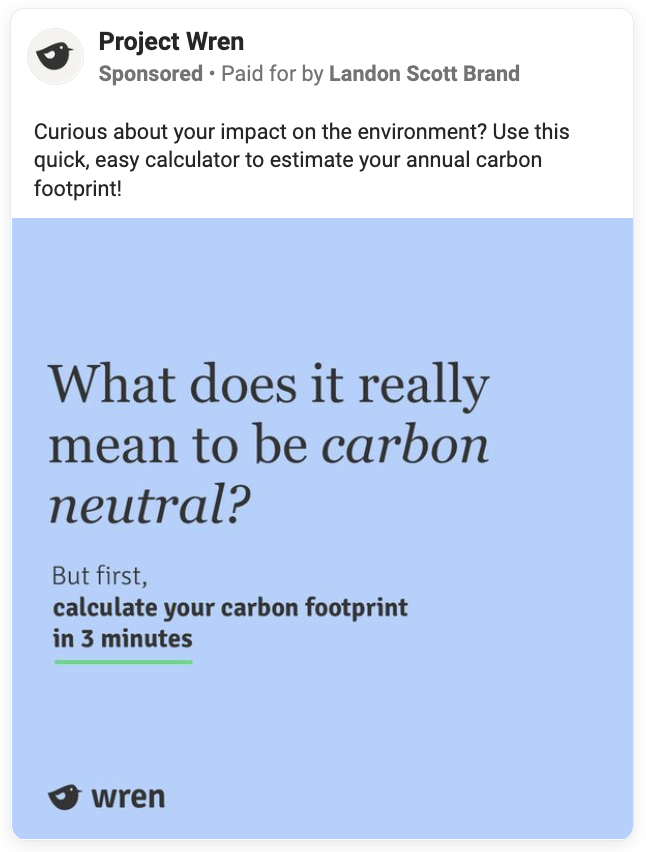 Project Wren
Sponsored • Paid for by Landon Scott Brand
Curious about your impact on the environment? Use this
quick, easy calculator to estimate your annual carbon
footprint!
What does it really
mean to be carbon
neutral?
But first,
calculate your carbon footprint
in 3 minutes
wren